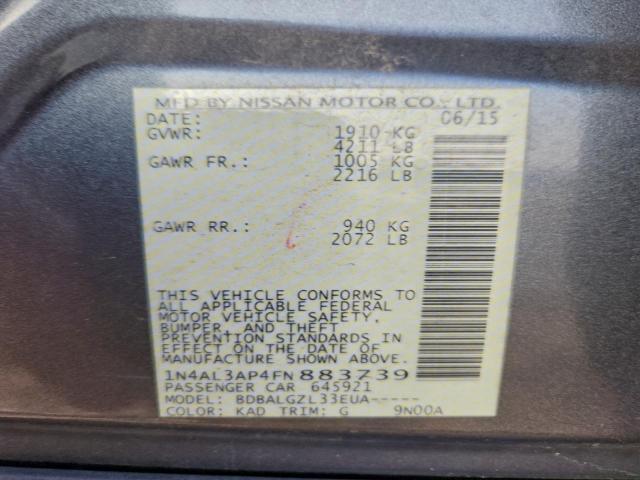 MFD BY NISSAN MOTOR CO., LTD.
DATE: 06/15
GVWR: 1910 KG
4211 LB
GAWR FR.: 1005 KG
2216 LB
GAWR RR.: 940 KG
2072 LB
THIS VEHICLE CONFORMS TO
ALL APPLICABLE FEDERAL
MOTOR VEHICLE SAFETY,
BUMPER, AND THEFT
PREVENTION STANDARDS IN
EFFECT ON THE DATE OF
MANUFACTURE SHOWN ABOVE.
1N4AL3AP4FN883739
PASSENGER CAR 645921
MODEL: BDBALGZL33EUA-----
COLOR: KAD TRIM: G 9N00A